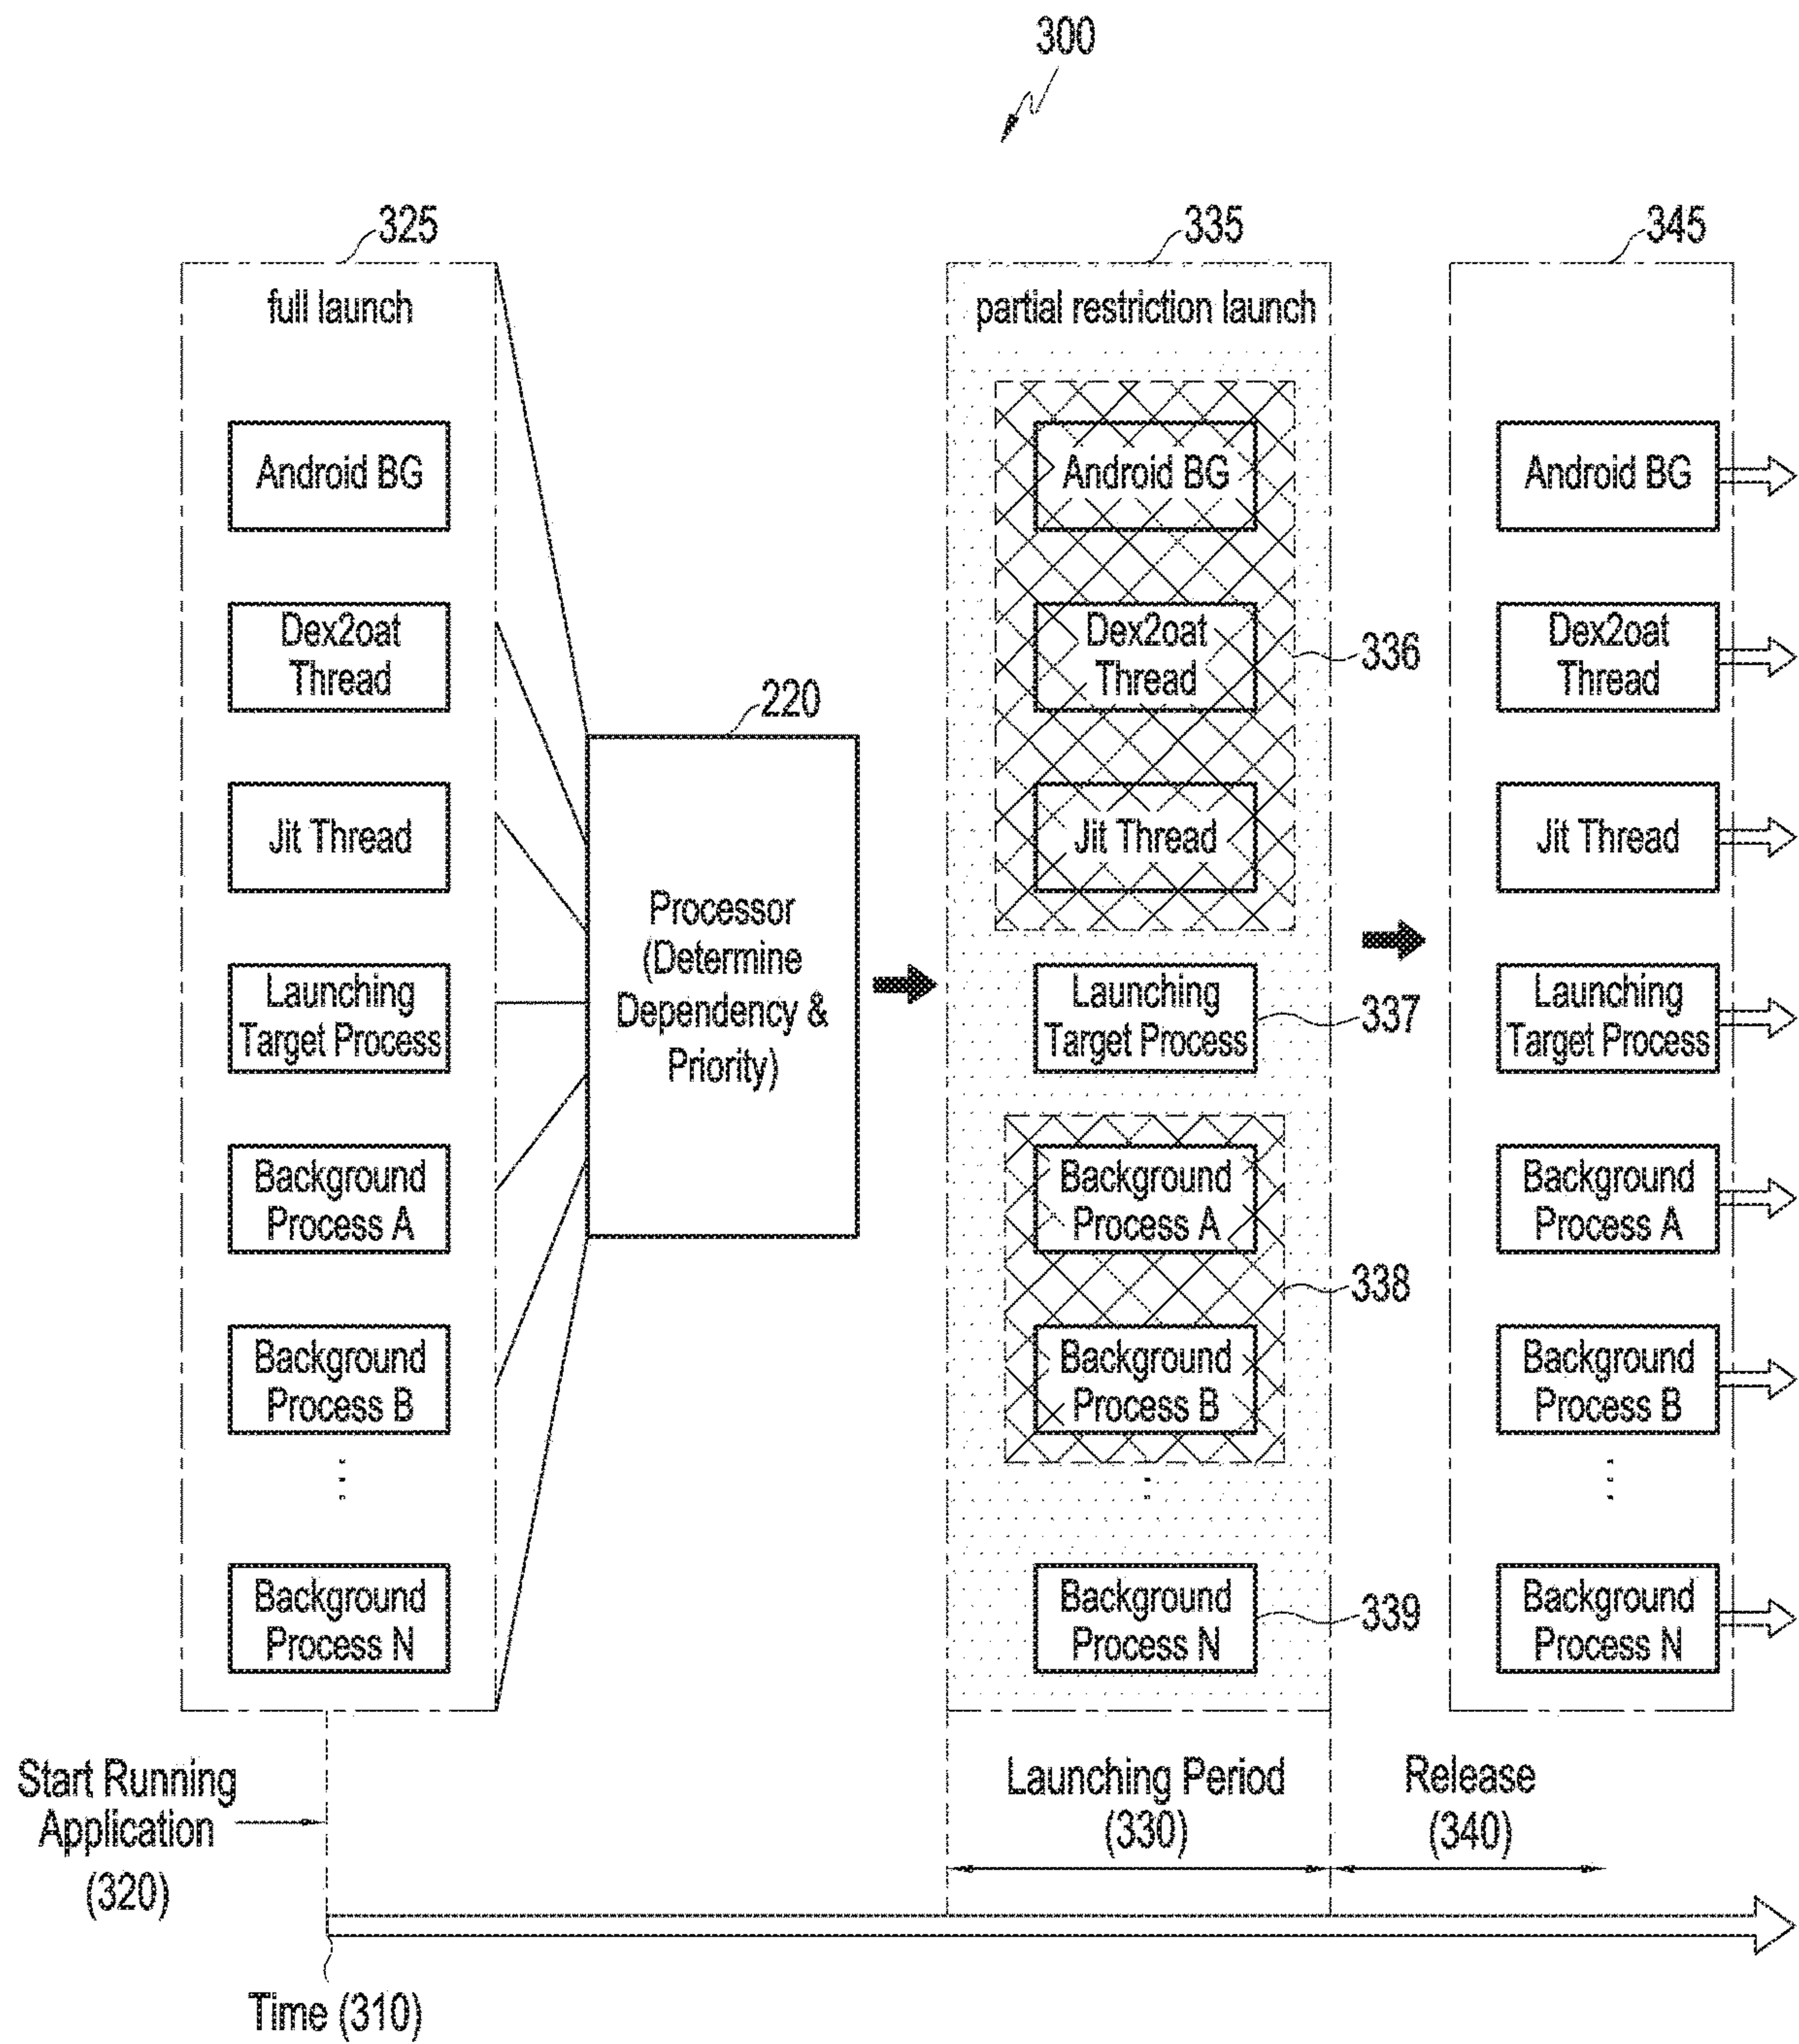 300
325
full launch
Android BG
Dex2oat
Thread
Jit Thread
Launching
Target Process
Background
Process A
Background
Process B
Background
Process N
220
Processor
(Determine
Dependency &
Priority)
335
partial restriction launch
Android BG
Dex2oat
Thread
336
Jit Thread
Launching
Target Process
337
Background
Process A
338
Background
Process B
Background
Process N
339
345
Android BG
Dex2oat
Thread
Jit Thread
Launching
Target Process
Background
Process A
Background
Process B
Background
Process N
Start Running
Application
(320)
Launching Period
(330)
Release
(340)
Time (310)